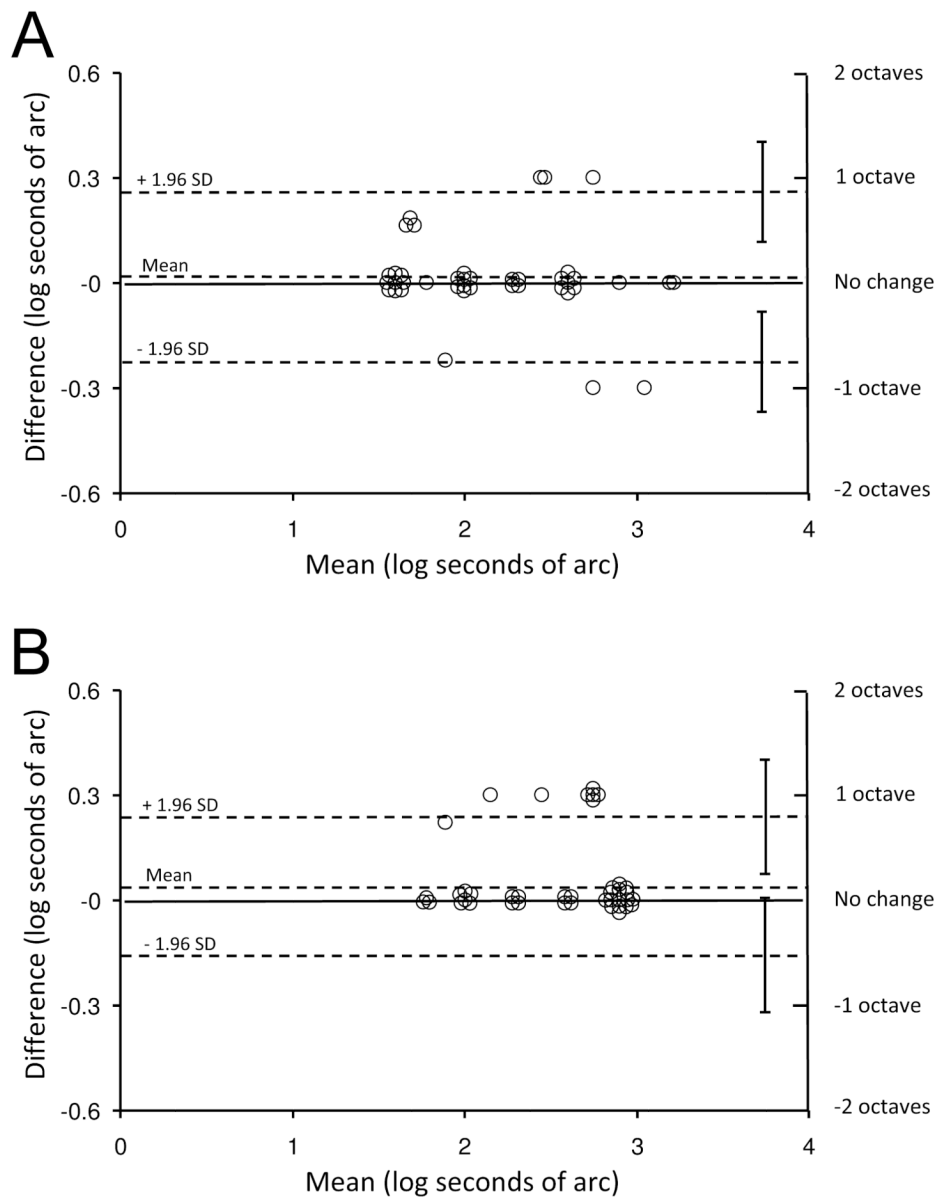 A
0.6
0.3
-0
-0.3
-0.6
Difference (log seconds of arc)
+ 1.96 SD
Mean
- 1.96 SD
2 octaves
1 octave
No change
-1 octave
-2 octaves
0 1 2 3 4
Mean (log seconds of arc)
B
0.6
0.3
-0
-0.3
-0.6
Difference (log seconds of arc)
+ 1.96 SD
Mean
- 1.96 SD
2 octaves
1 octave
No change
-1 octave
-2 octaves
0 1 2 3 4
Mean (log seconds of arc)